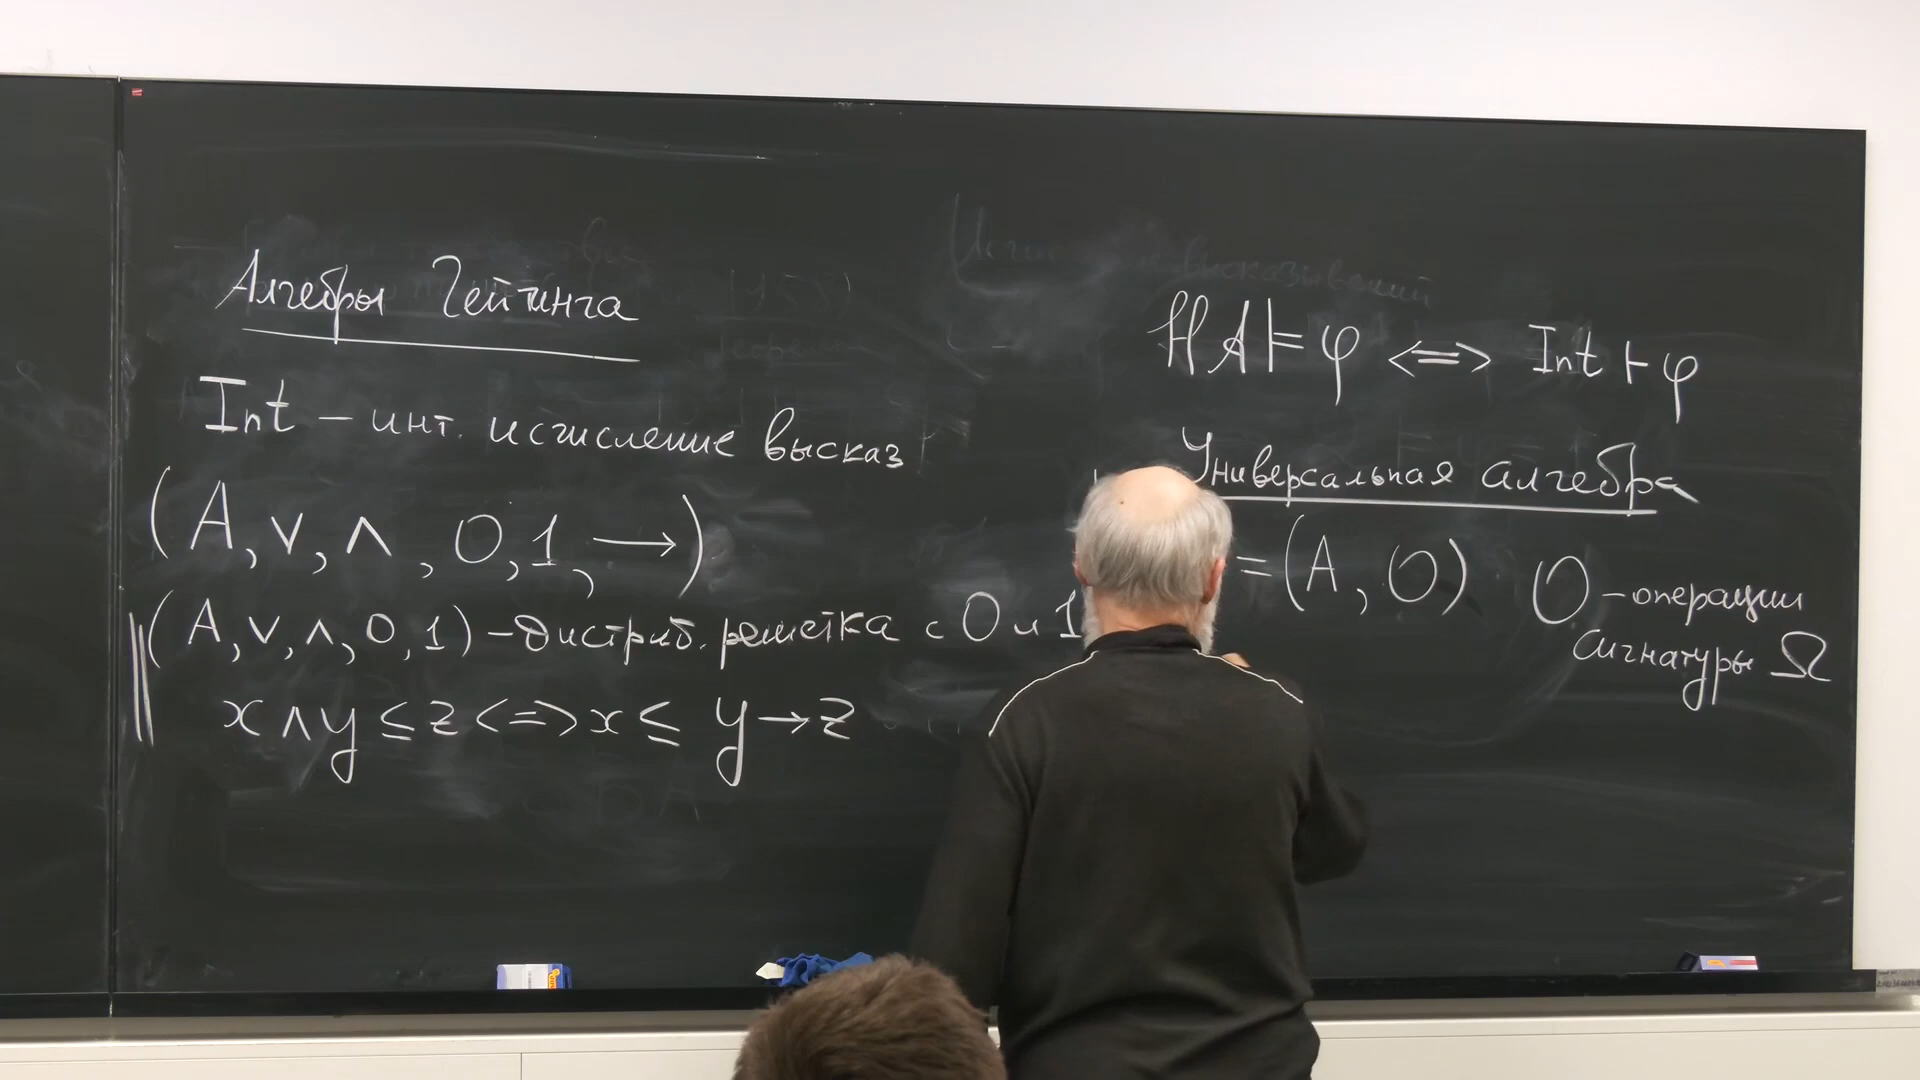 Алгебры Гейтинга
Int – инт. исчисление высказ
(A, ∨, ∧, 0, 1, →)
(A, ∨, ∧, 0, 1) – дистриб. решетка с 0 и 1
x ∧ y ≤ z <=> x ≤ y → z
HA ⊨ φ <=> Int ⊢ φ
Универсальная алгебра
= (A, O) O – операции
сигнатуры Ω